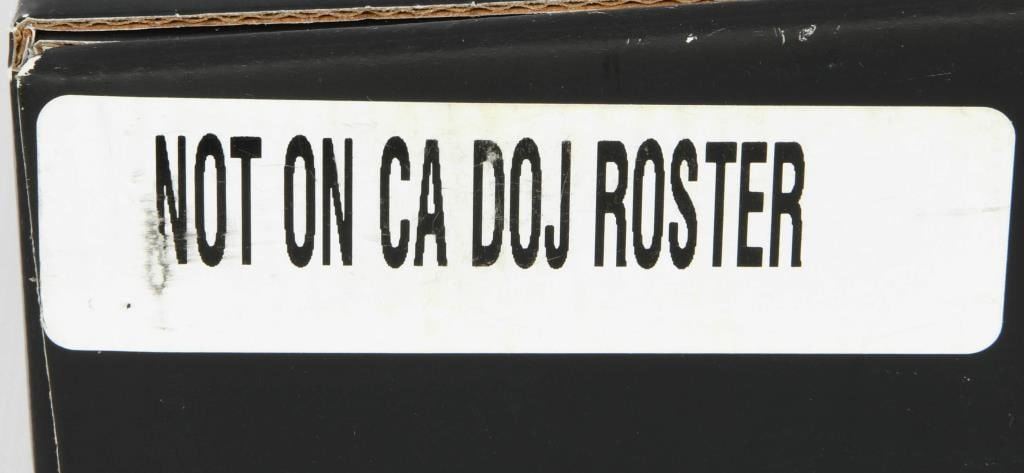 NOT ON CA DOJ ROSTER